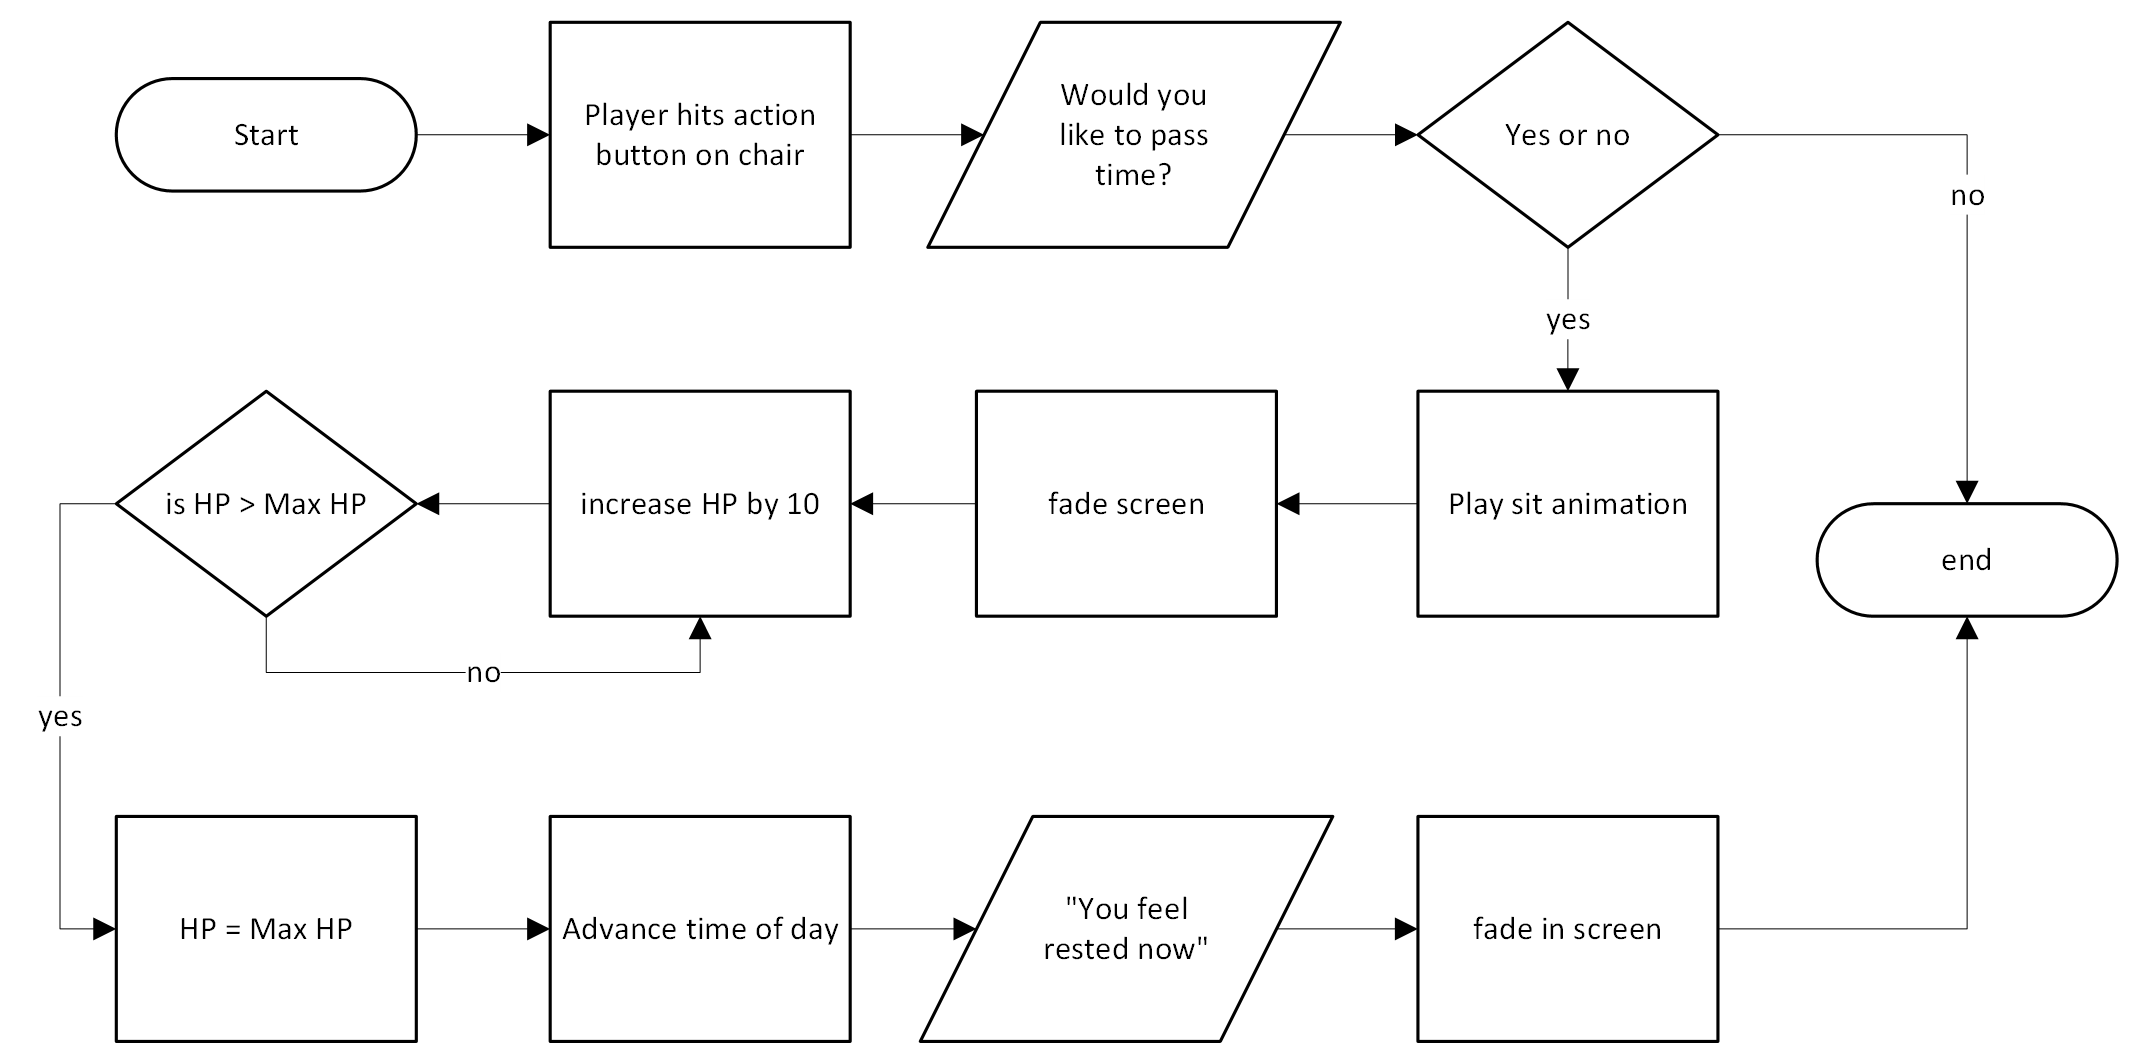 Start
Player hits action
button on chair
Would you
like to pass
time?
Yes or no
no
yes
is HP > Max HP
increase HP by 10
fade screen
Play sit animation
end
no
yes
HP = Max HP
Advance time of day
"You feel
rested now"
fade in screen